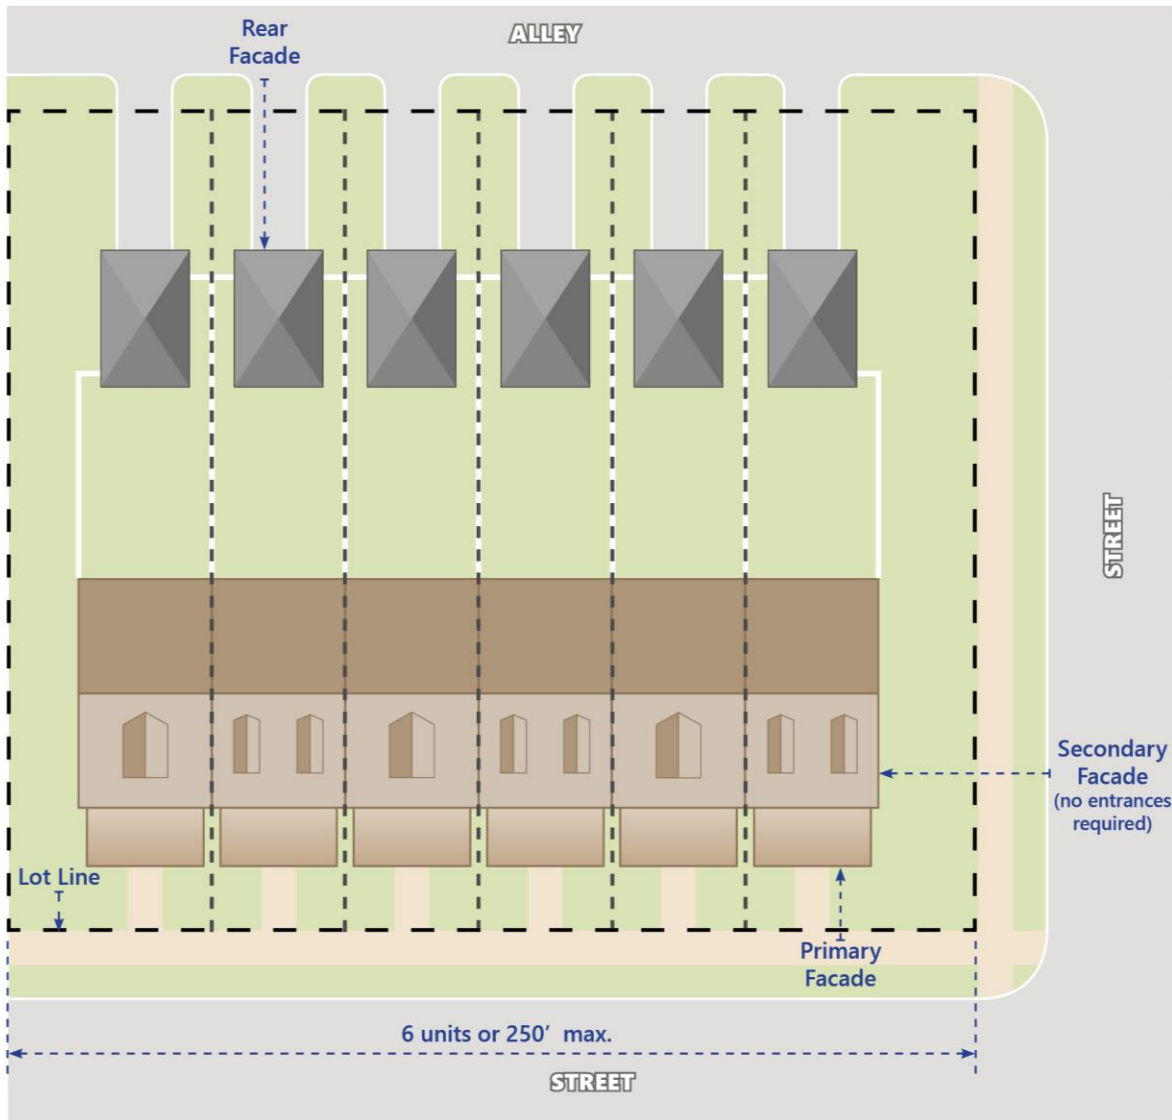 ALLEY
Rear
Facade
STREET
Secondary
Facade
(no entrances
required)
Lot Line
Primary
Facade
6 units or 250′ max.
STREET